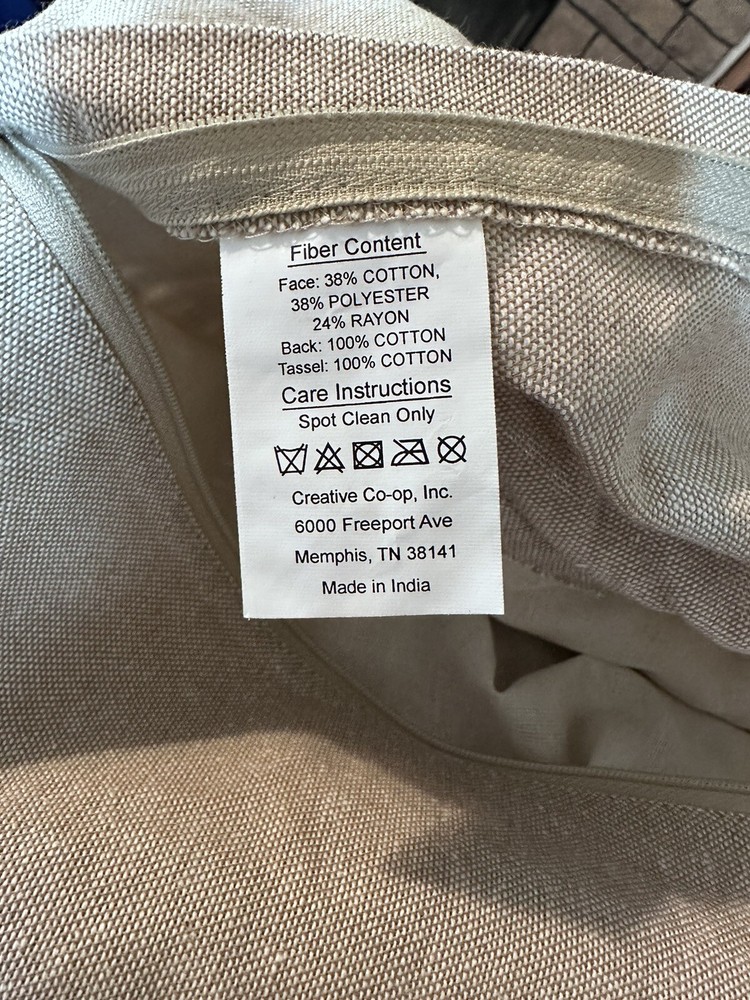 Fiber Content
Face: 38% COTTON,
38% POLYESTER
24% RAYON
Back: 100% COTTON
Tassel: 100% COTTON
Care Instructions
Spot Clean Only
Creative Co-op, Inc.
6000 Freeport Ave
Memphis, TN 38141
Made in India